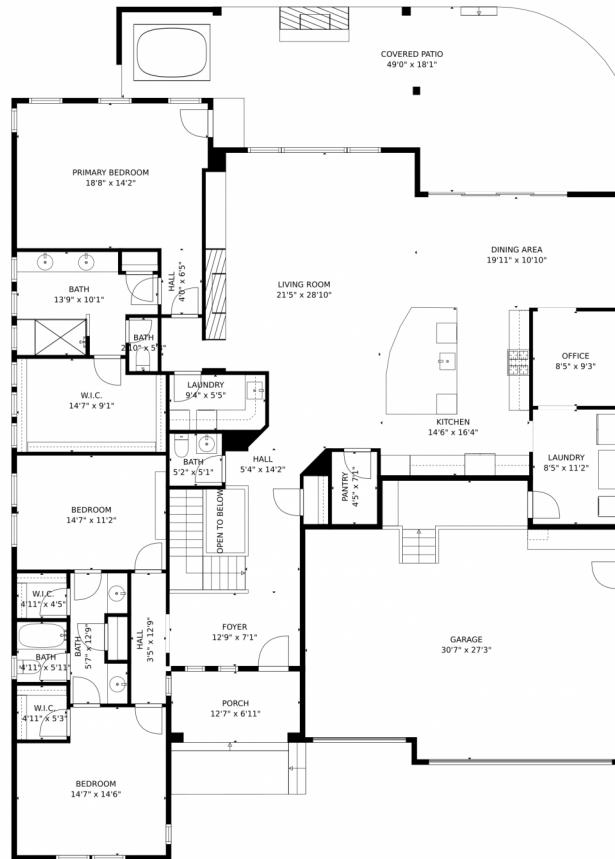 COVERED PATIO
49'0" x 18'1"
PRIMARY BEDROOM
18'8" x 14'2"
DINING AREA
19'11" x 10'10"
HALL
4'0" x 6'5"
LIVING ROOM
21'5" x 28'10"
BATH
13'9" x 10'1"
BATH
OFFICE
8'5" x 9'3"
LAUNDRY
9'4" x 5'5"
W.I.C.
14'7" x 9'1"
KITCHEN
14'6" x 16'4"
HALL
5'4" x 14'2"
LAUNDRY
8'5" x 11'2"
BATH
5'2" x 5'1"
PANTRY
4'5" x 7'1"
BEDROOM
14'7" x 11'2"
OPEN TO BELOW
W.I.C.
4'11" x 4'5"
FOYER
12'9" x 7'1"
BATH
5'7" x 12'9"
HALL
3'5" x 12'9"
GARAGE
30'7" x 27'3"
BATH
4'11" x 5'11"
W.I.C.
4'11" x 5'3"
PORCH
12'7" x 6'11"
BEDROOM
14'7" x 14'6"